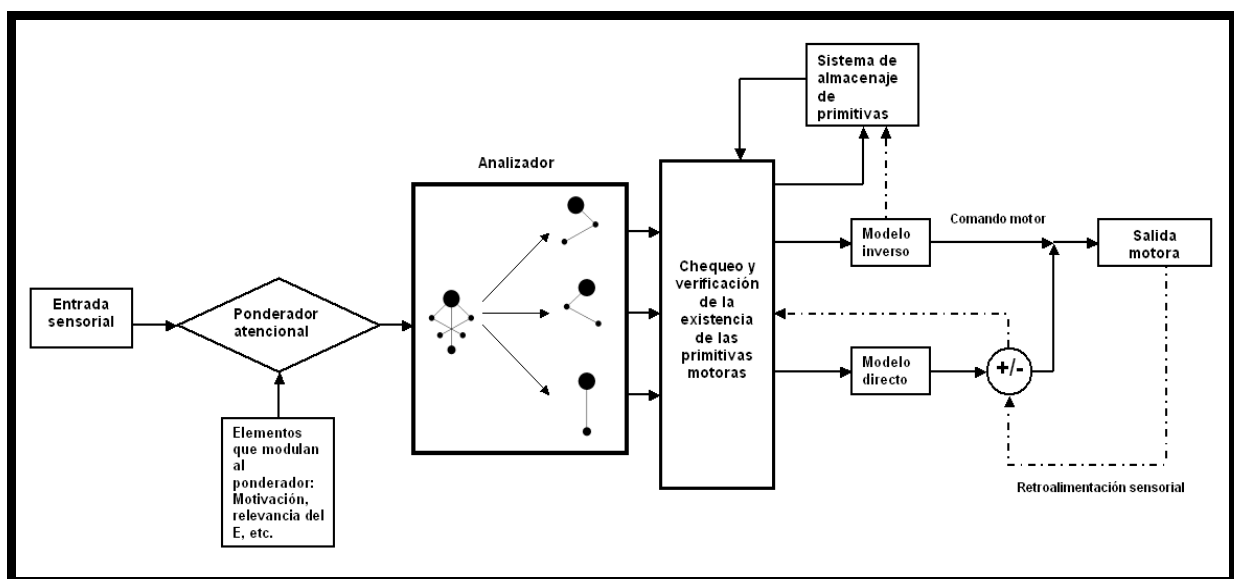 Sistema de
almacenaje
de
primitivas
Analizador
Comando motor
Modelo
inverso
Salida
motora
Chequeo y
verificación
de la
existencia
de las
primitivas
motoras
Entrada
sensorial
Ponderador
atencional
Modelo
directo
+/-
Elementos
que modulan
al
ponderador:
Motivación,
relevancia del
E, etc.
Retroalimentación sensorial